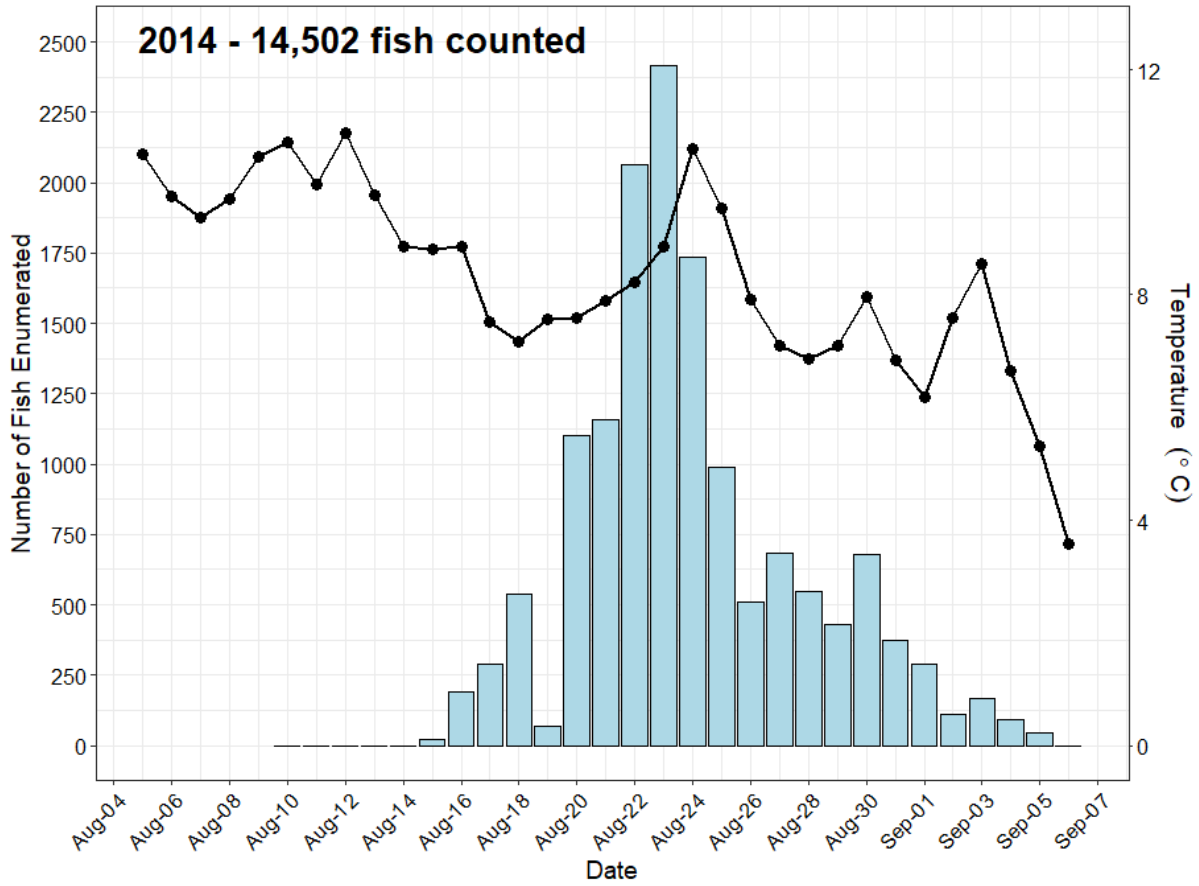 2014 - 14,502 fish counted
Number of Fish Enumerated
2500
2250
2000
1750
1500
1250
1000
750
500
250
0
12
8
4
0
Temperature (°C)
Aug-04
Aug-06
Aug-08
Aug-10
Aug-12
Aug-14
Aug-16
Aug-18
Aug-20
Aug-22
Aug-24
Aug-26
Aug-28
Aug-30
Sep-01
Sep-03
Sep-05
Sep-07
Date